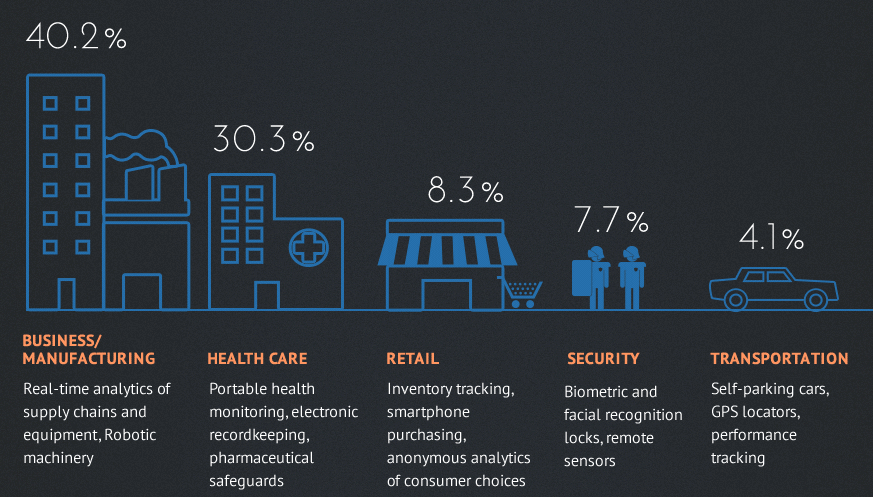 40.2%
30.3%
8.3%
7.7%
4.1%
BUSINESS/
MANUFACTURING
Real-time analytics of
supply chains and
equipment, Robotic
machinery
HEALTH CARE
Portable health
monitoring, electronic
recordkeeping,
pharmaceutical
safeguards
RETAIL
Inventory tracking,
smartphone
purchasing,
anonymous analytics
of consumer choices
SECURITY
Biometric and
facial recognition
locks, remote
sensors
TRANSPORTATION
Self-parking cars,
GPS locators,
performance
tracking